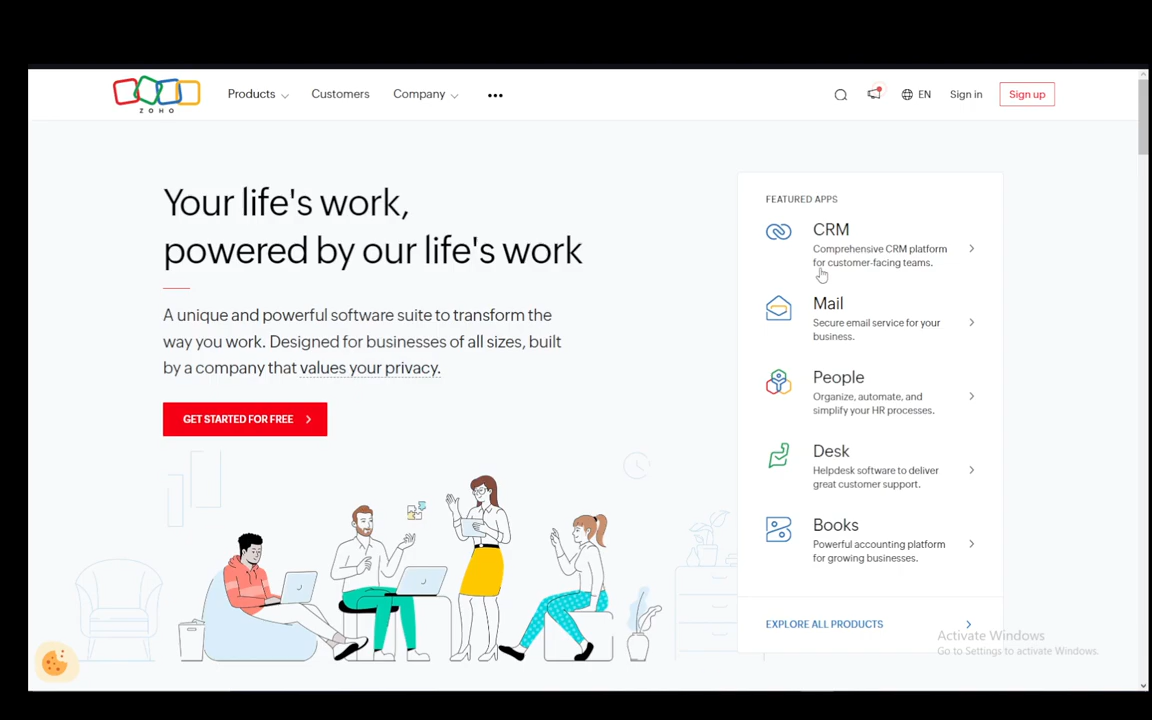 ZOHO
Products
Customers
Company
EN
Sign in
Sign up
Your life's work,
powered by our life's work
A unique and powerful software suite to transform the
way you work. Designed for businesses of all sizes, built
by a company that values your privacy.
GET STARTED FOR FREE
FEATURED APPS
CRM
Comprehensive CRM platform
for customer-facing teams.
Mail
Secure email service for your
business.
People
Organize, automate, and
simplify your HR processes.
Desk
Helpdesk software to deliver
great customer support.
Books
Powerful accounting platform
for growing businesses.
EXPLORE ALL PRODUCTS
Activate Windows
Go to Settings to activate Windows.